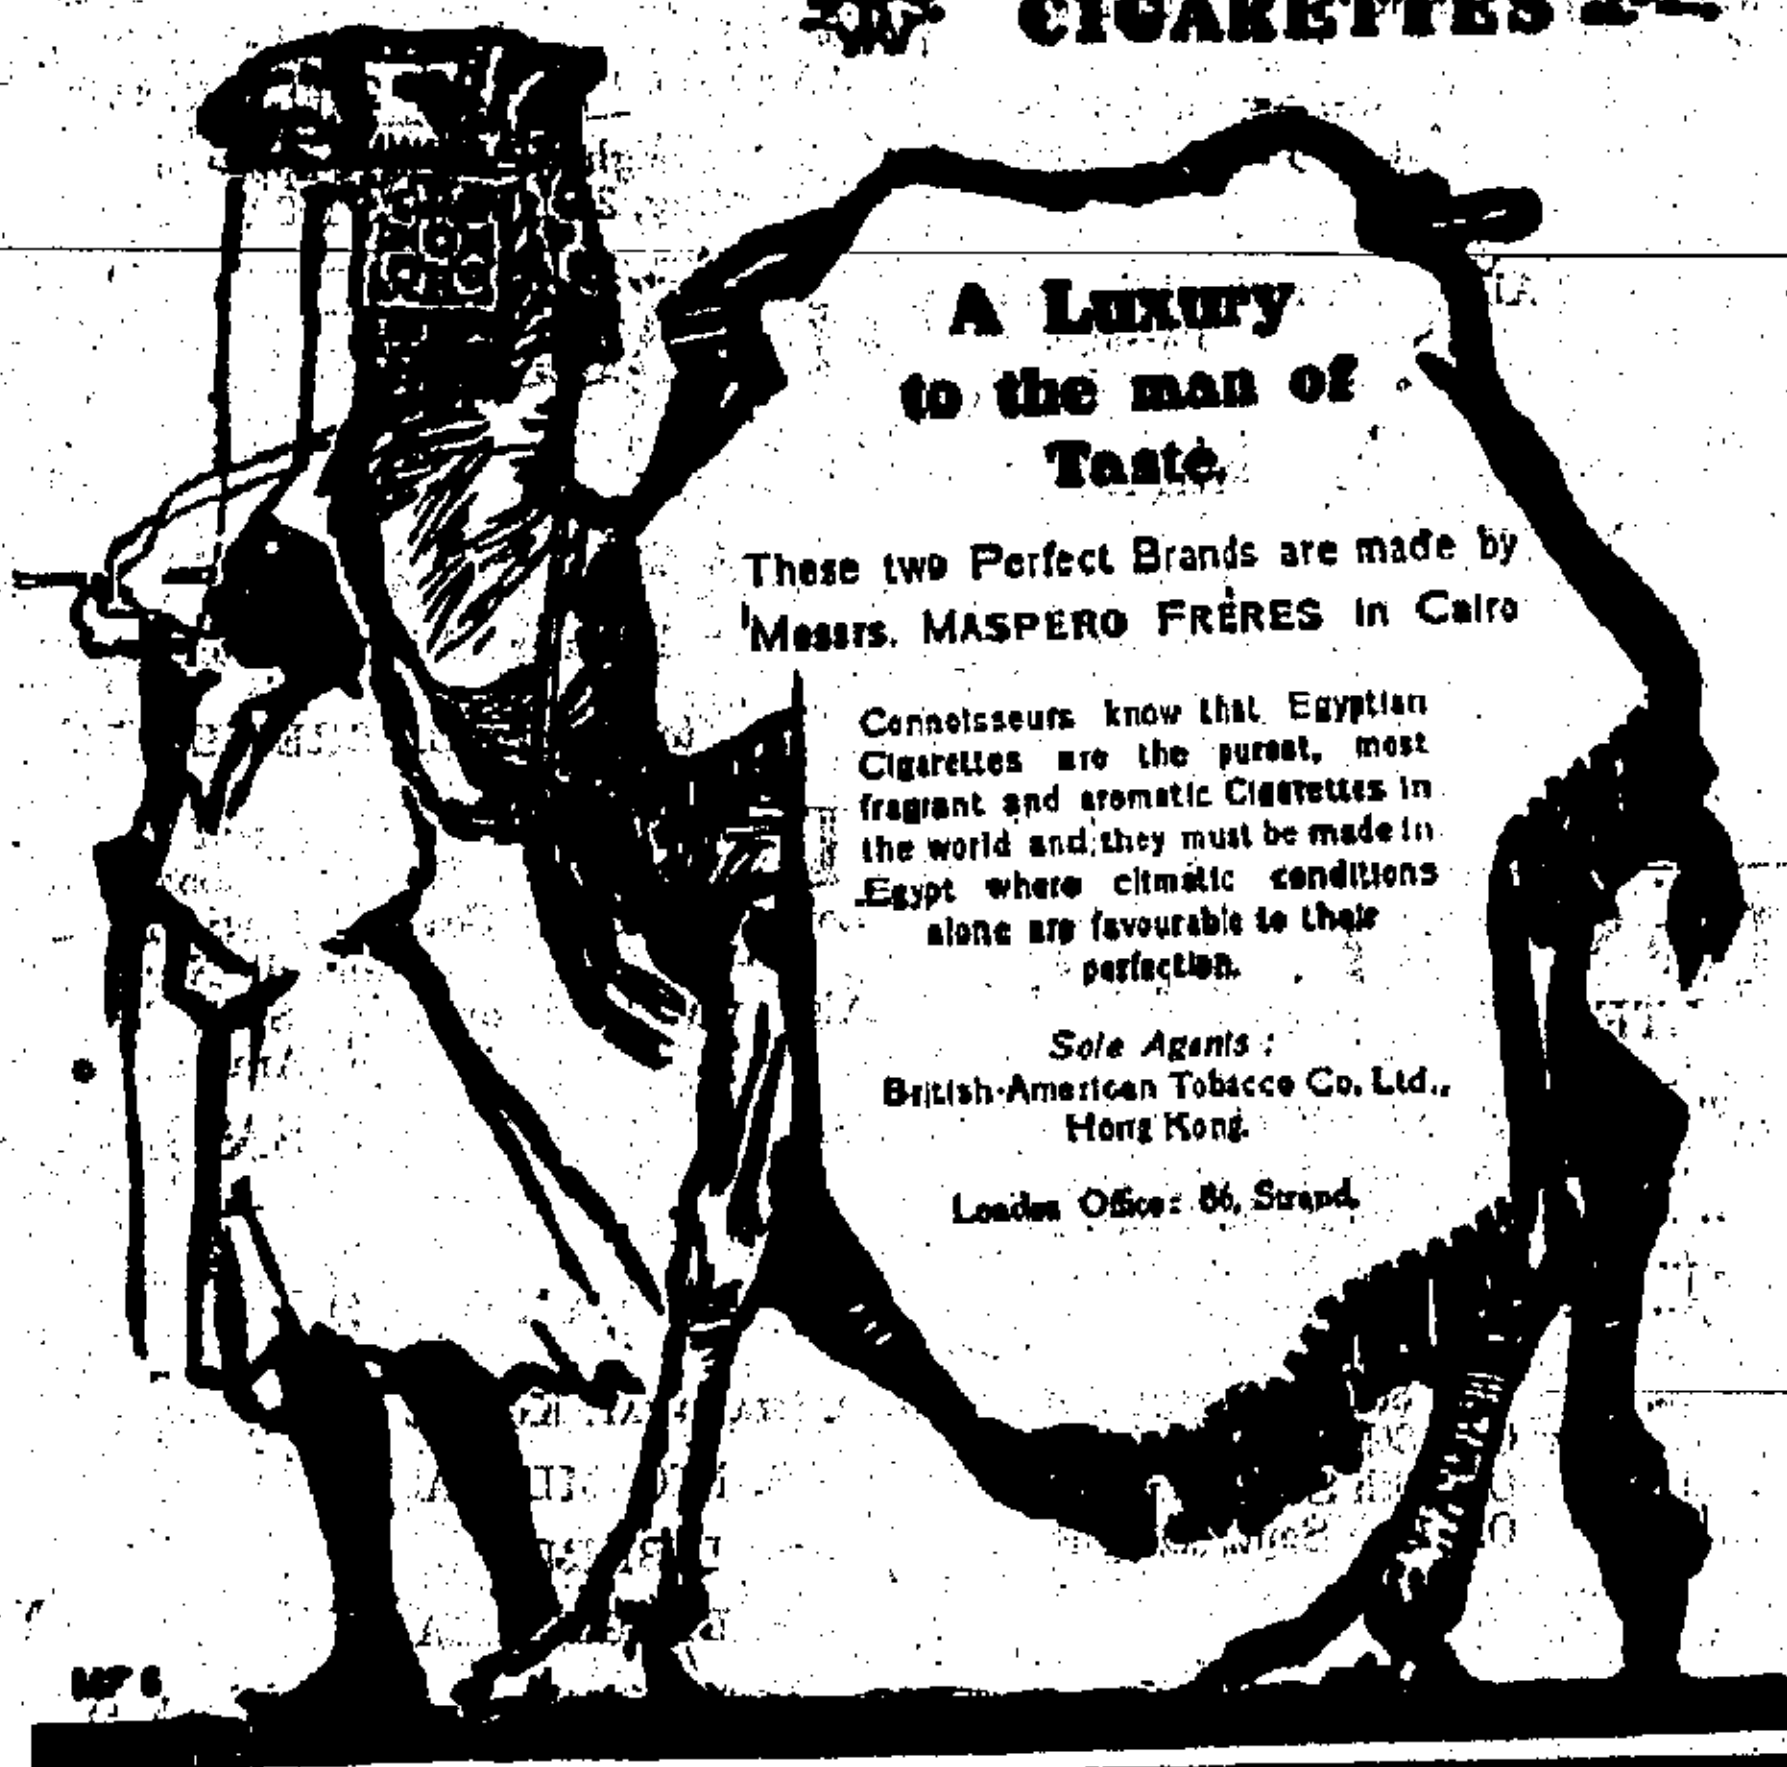 CIGARETTES
A Luxury
to the man of
Taste.
These two Perfect Brands are made by
Messrs. MASPERO FRÈRES in Cairo
Connoisseurs know that Egyptian
Cigarettes are the purest, most
fragrant and aromatic Cigarettes in
the world and they must be made in
Egypt where climatic conditions
alone are favourable to their
perfection.
Sole Agents :
British-American Tobacco Co. Ltd.,
Hong Kong.
London Office: 86, Strand.